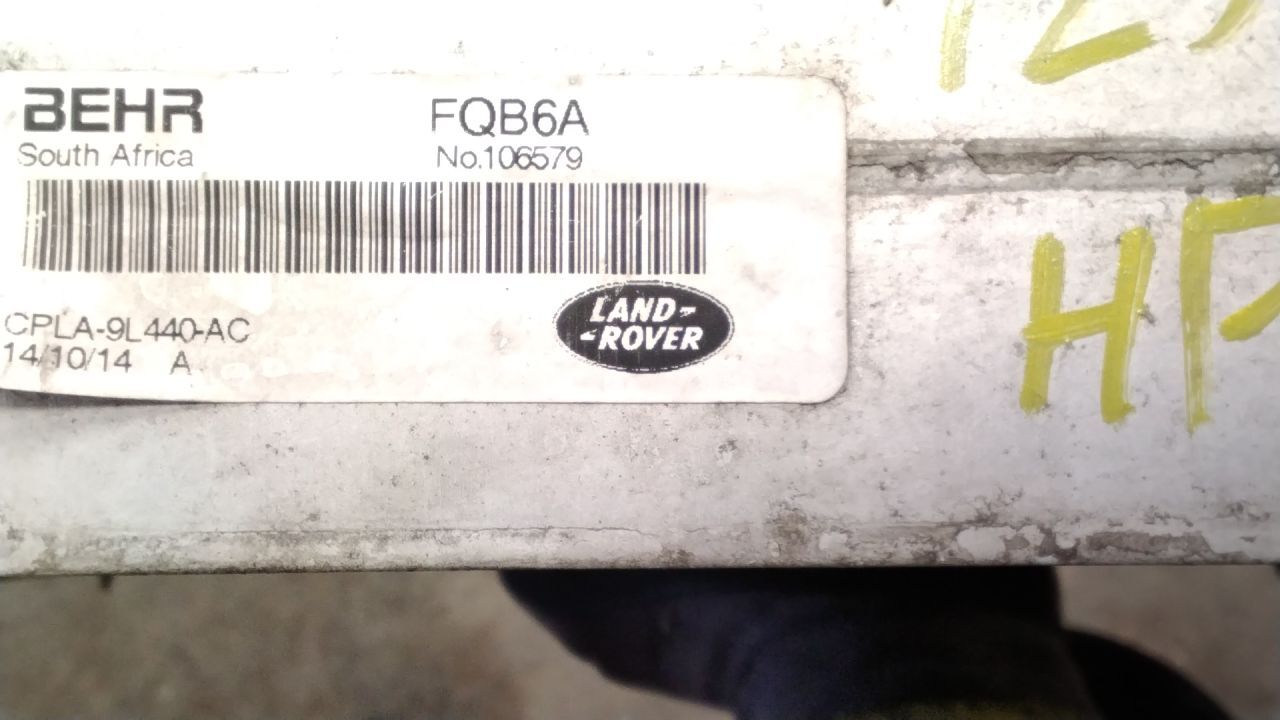 BEHR
South Africa
FQB6A
No.106579
CPLA-9L440-AC
14/10/14 A
LAND-
-ROVER